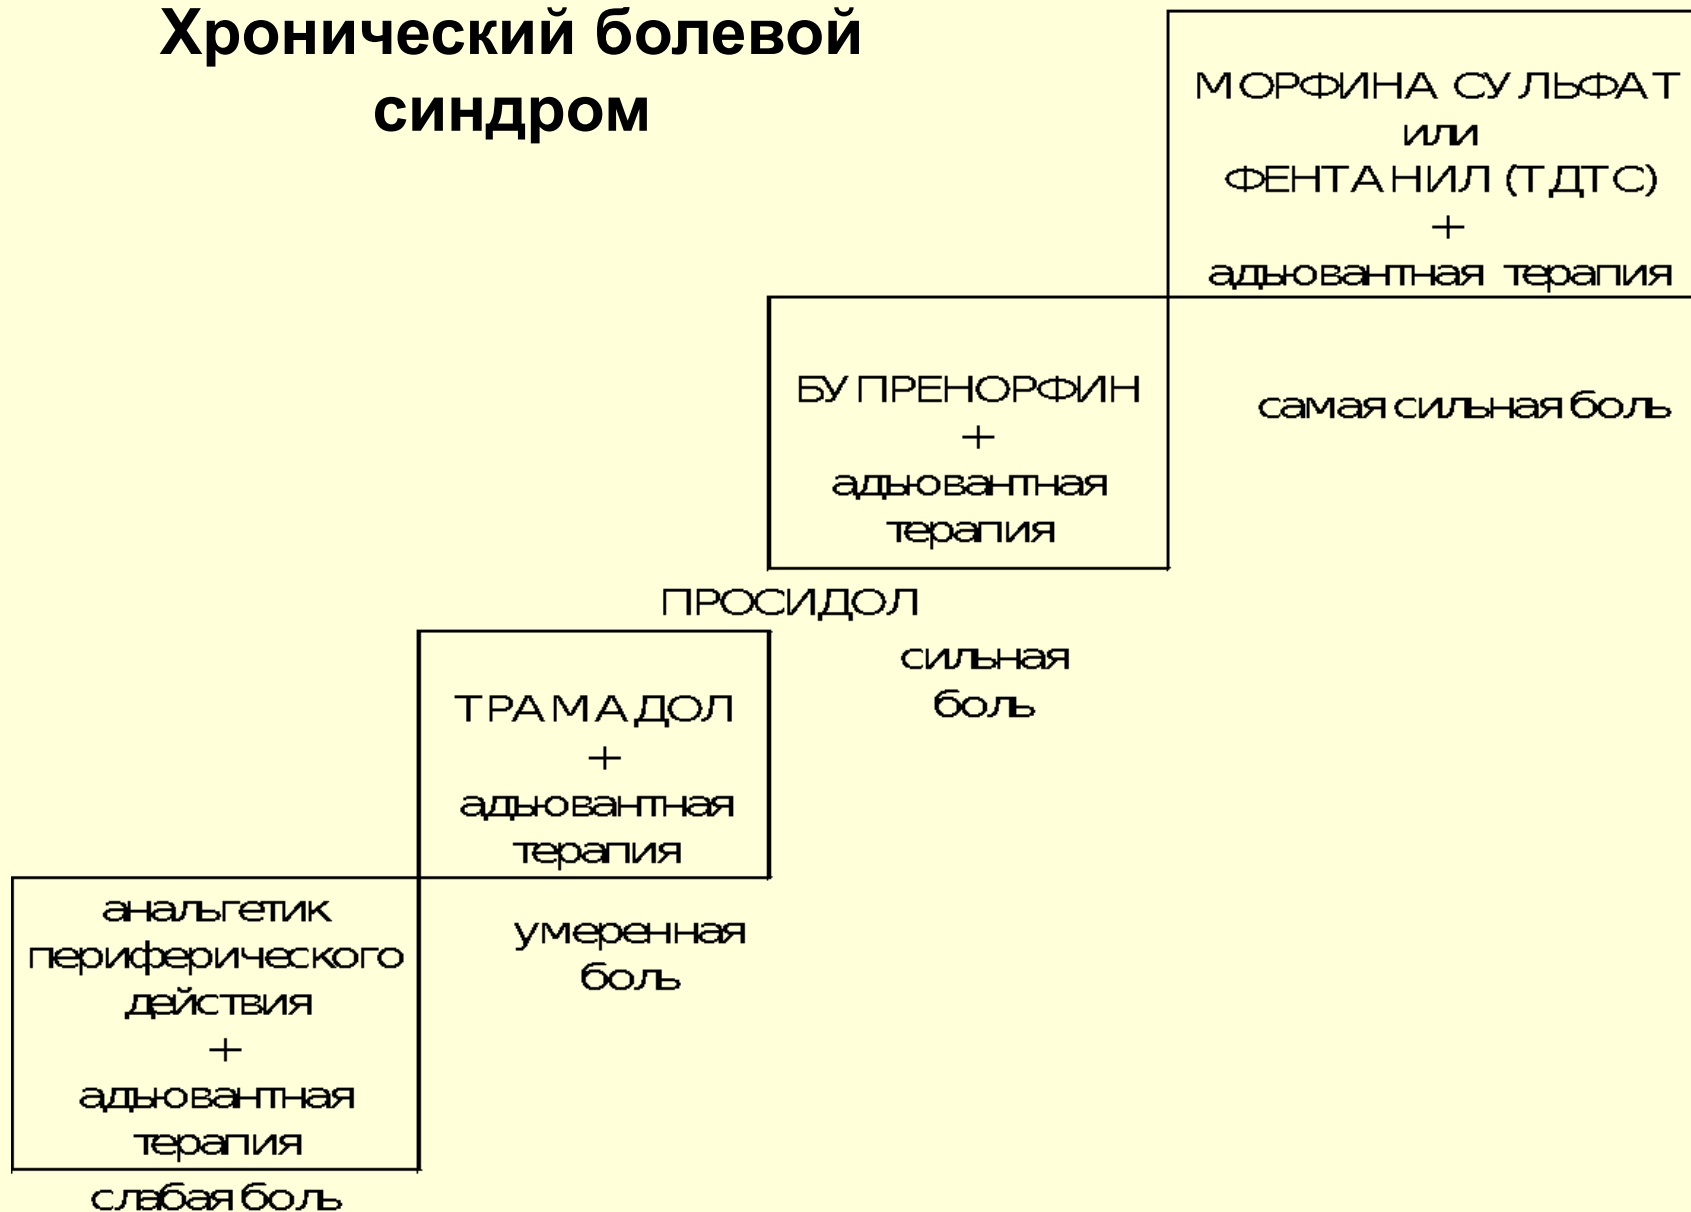 Хронический болевой
синдром
МОРФИНА СУЛЬФАТ
или
ФЕНТАНИЛ (ТДТС)
+
адьювантная терапия
самая сильная боль
БУПРЕНОРФИН
+
адьювантная
терапия
ПРОСИДОЛ
сильная
боль
ТРАМАДОЛ
+
адьювантная
терапия
умеренная
боль
анальгетик
периферического
действия
+
адьювантная
терапия
слабая боль